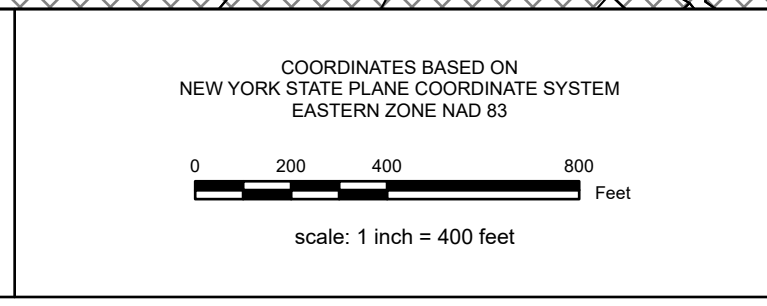 COORDINATES BASED ON
NEW YORK STATE PLANE COORDINATE SYSTEM
EASTERN ZONE NAD 83
0 200 400 800
Feet
scale: 1 inch = 400 feet